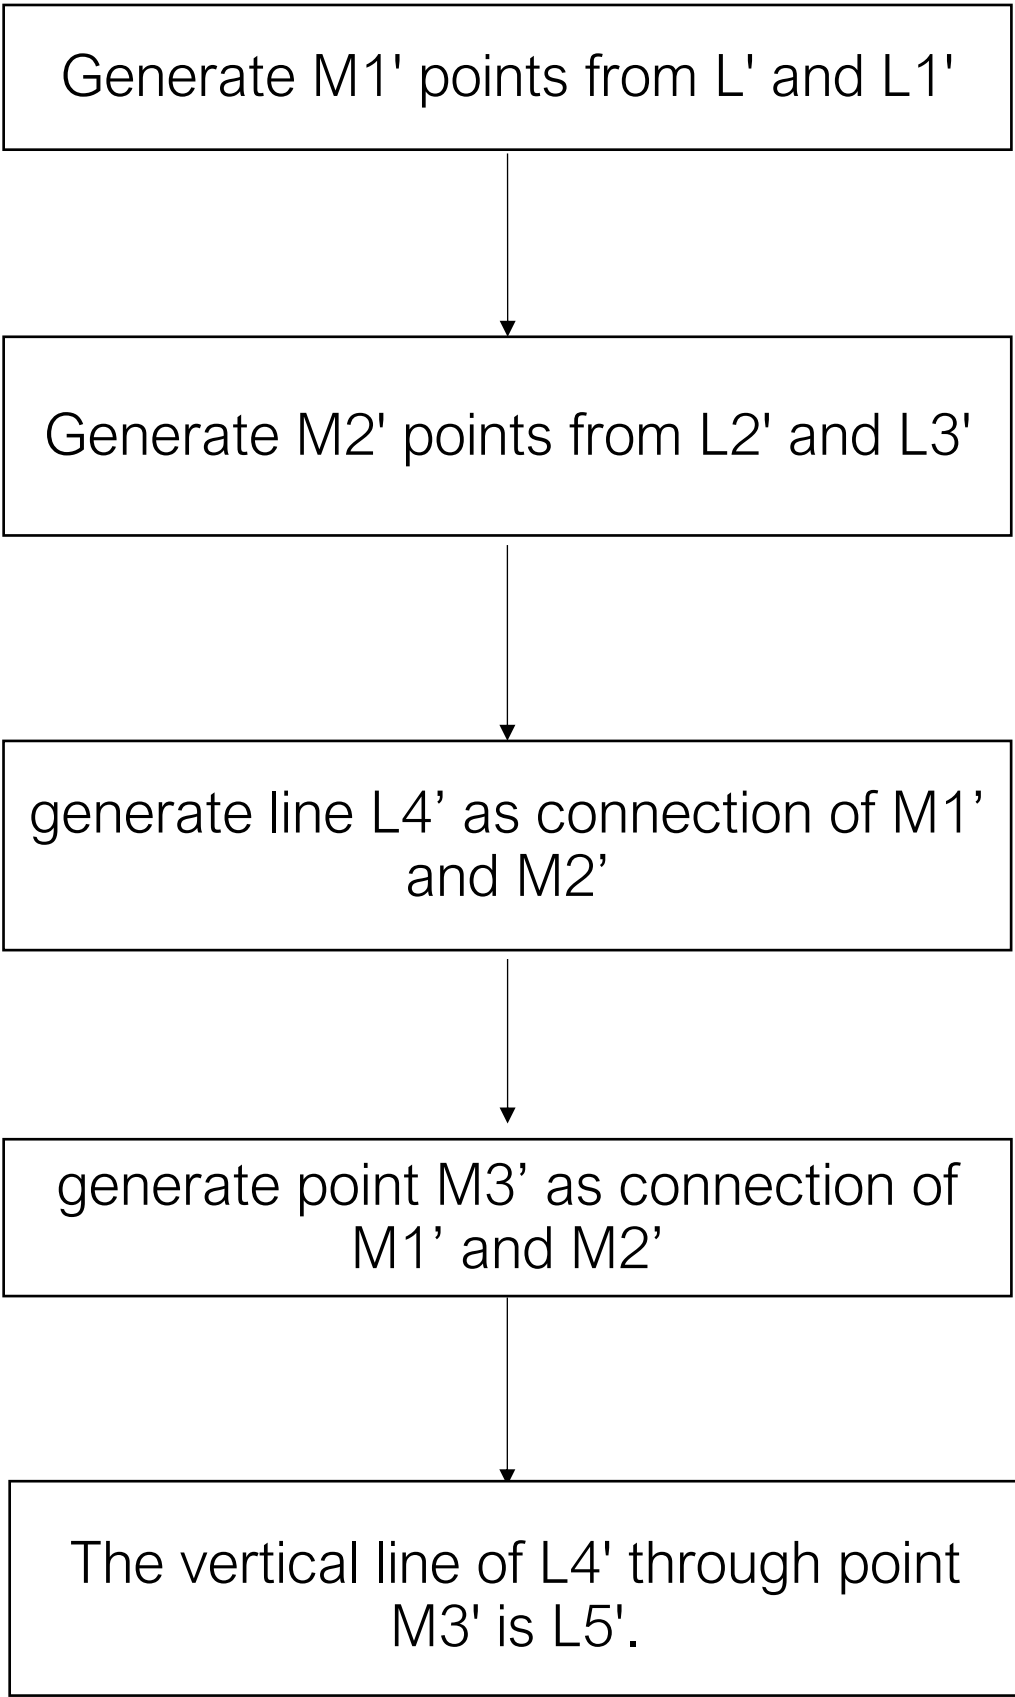 Generate M1' points from L' and L1'
Generate M2' points from L2' and L3'
generate line L4’ as connection of M1’
and M2’
generate point M3’ as connection of
M1’ and M2’
The vertical line of L4' through point
M3' is L5'.